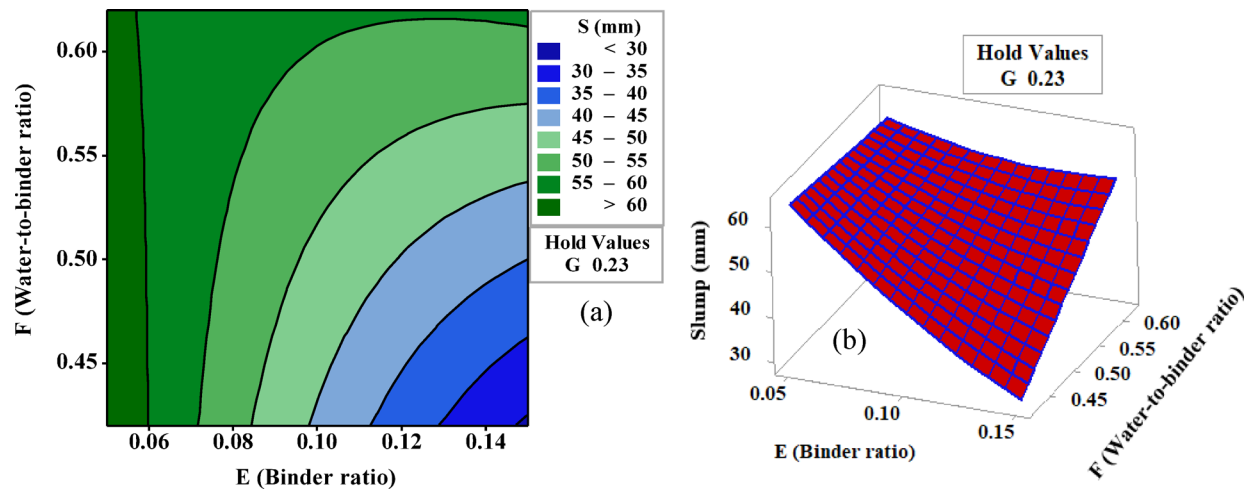 F (Water-to-binder ratio)
0.60
0.55
0.50
0.45
0.06 0.08 0.10 0.12 0.14
E (Binder ratio)
S (mm)
< 30
30 – 35
35 – 40
40 – 45
45 – 50
50 – 55
55 – 60
> 60
Hold Values
G 0.23
(a)
Hold Values
G 0.23
Slump (mm)
60
50
40
30
(b)
0.05
0.10
0.15
E (Binder ratio)
0.60
0.55
0.50
0.45
F (Water-to-binder ratio)